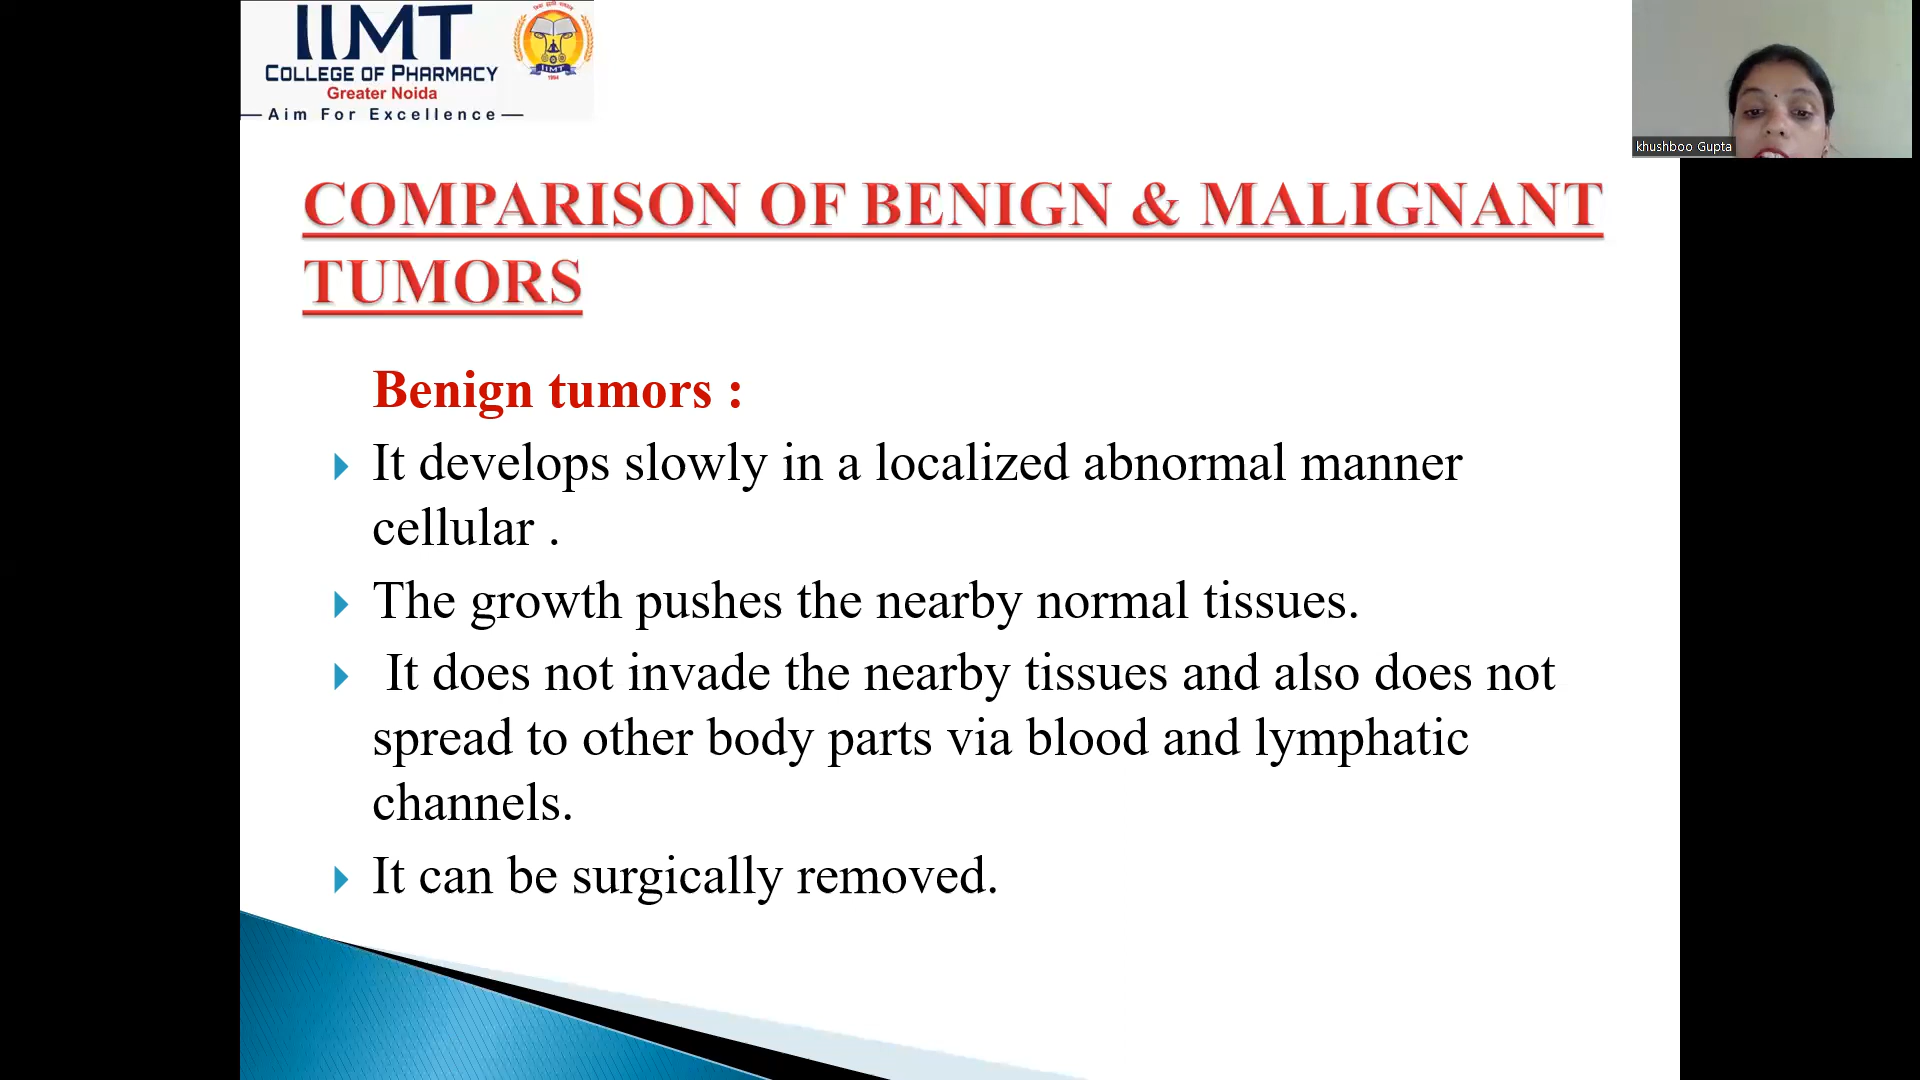 IIMT
COLLEGE OF PHARMACY
Greater Noida
Aim For Excellence
IIMT
1994
khushboo Gupta
COMPARISON OF BENIGN & MALIGNANT
TUMORS
Benign tumors :
It develops slowly in a localized abnormal manner
cellular .
The growth pushes the nearby normal tissues.
It does not invade the nearby tissues and also does not
spread to other body parts via blood and lymphatic
channels.
It can be surgically removed.